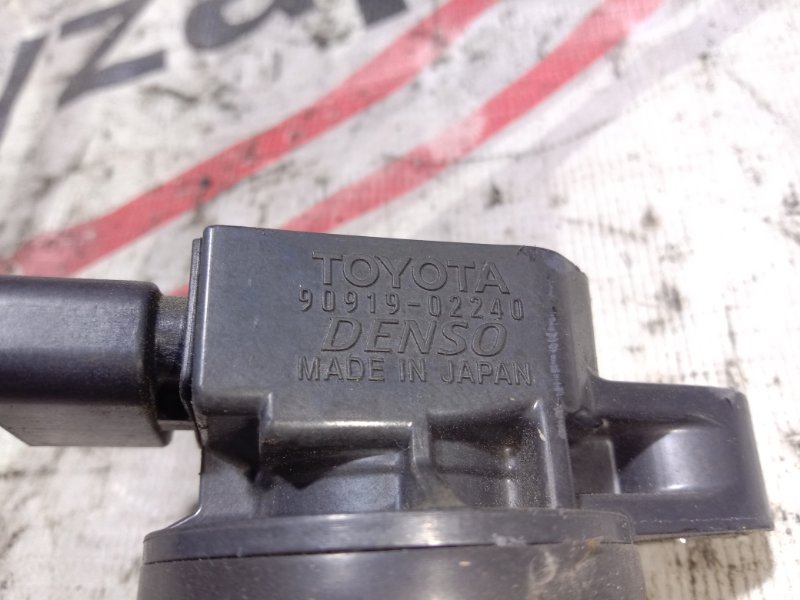 TOYOTA
90919-02240
DENSO
MADE IN JAPAN